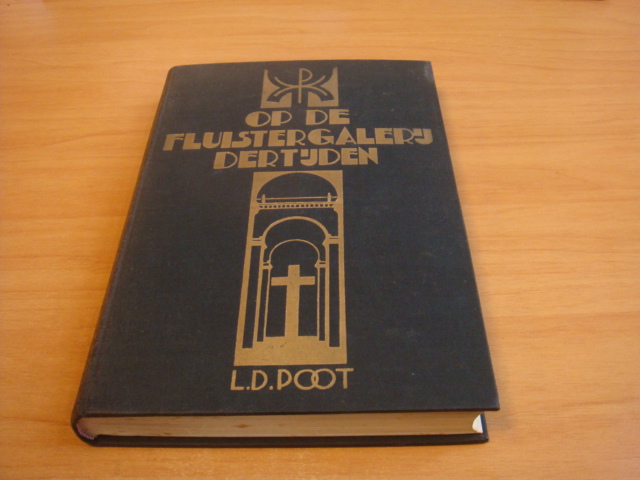 OP DE
FLUISTERGALERIJ
DER TIJDEN
L.D. POOT